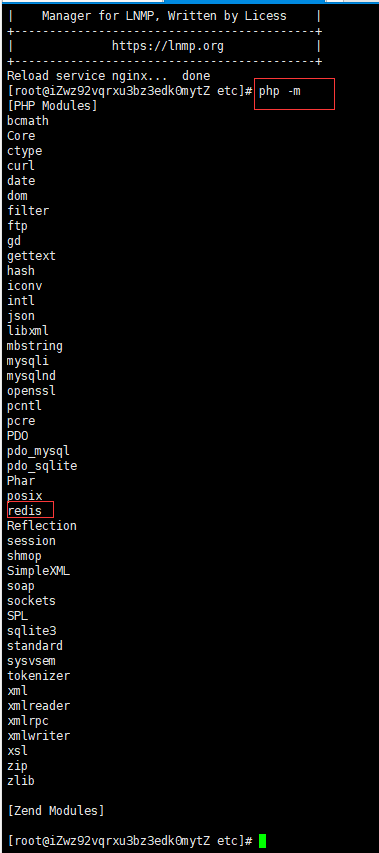 |    Manager for LNMP, Written by Licess    |
+-------------------------------------------+
|              https://lnmp.org             |
+-------------------------------------------+
Reload service nginx...  done
[root@iZwz92vqrxu3bz3edk0mytZ etc]# php -m
[PHP Modules]
bcmath
Core
ctype
curl
date
dom
filter
ftp
gd
gettext
hash
iconv
intl
json
libxml
mbstring
mysqli
mysqlnd
openssl
pcntl
pcre
PDO
pdo_mysql
pdo_sqlite
Phar
posix
redis
Reflection
session
shmop
SimpleXML
soap
sockets
SPL
sqlite3
standard
sysvsem
tokenizer
xml
xmlreader
xmlrpc
xmlwriter
xsl
zip
zlib
[Zend Modules]
[root@iZwz92vqrxu3bz3edk0mytZ etc]#